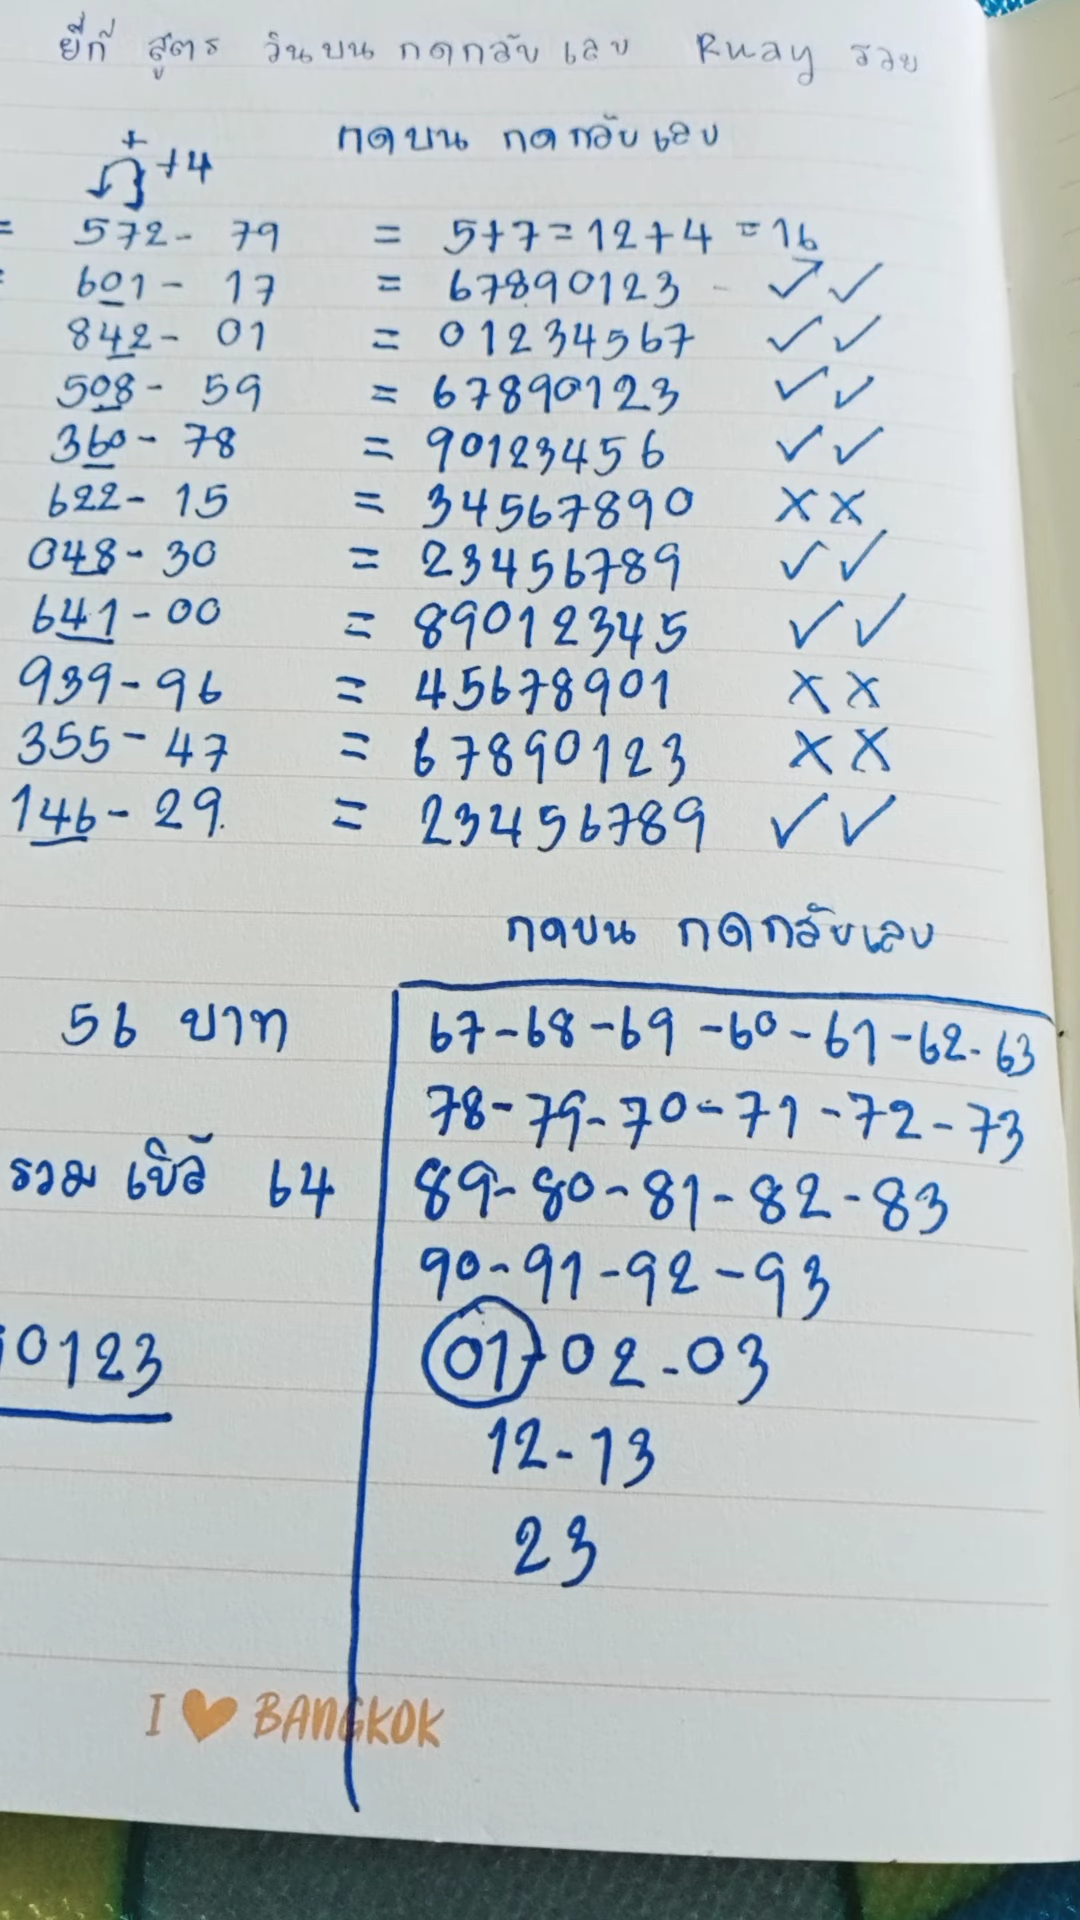 ยี่กี สูตร วินบน กดกลับเลข Ruay รวย
+
+4 กดบน กดกลับเลข
= 572- 79 = 5+7=12+4 =16
= 601- 17 = 67890123 - ✓✓
842- 01 = 01234567 ✓✓
508- 59 = 67890123 ✓✓
360- 78 = 90123456 ✓✓
622- 15 = 34567890 XX
048- 30 = 23456789 ✓✓
641-00 = 89012345 ✓✓
939-96 = 45678901 XX
355-47 = 67890123 XX
146-29. = 23456789 ✓✓
กดบน กดกลับเลข
56 บาท
67-68-69-60-61-62-63
78-79-70-71-72-73
รวม เบิล 64
89-80-81-82-83
90-91-92-93
0123
01-02-03
12-13
23
I ♥ BANGKOK